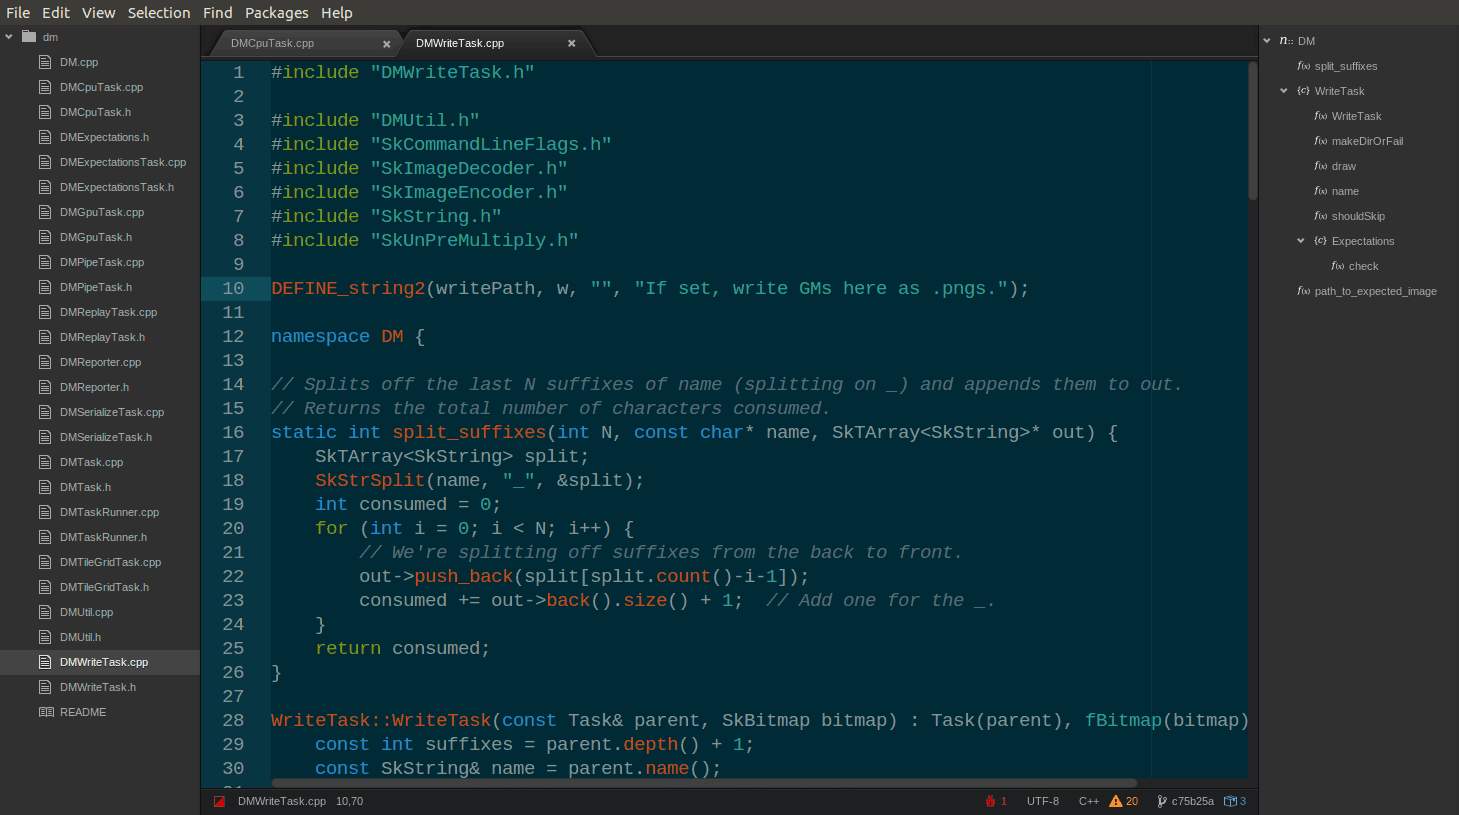 File Edit View Selection Find Packages Help
dm
DM.cpp
DMCpuTask.cpp
DMCpuTask.h
DMExpectations.h
DMExpectationsTask.cpp
DMExpectationsTask.h
DMGpuTask.cpp
DMGpuTask.h
DMPipeTask.cpp
DMPipeTask.h
DMReplayTask.cpp
DMReplayTask.h
DMReporter.cpp
DMReporter.h
DMSerializeTask.cpp
DMSerializeTask.h
DMTask.cpp
DMTask.h
DMTaskRunner.cpp
DMTaskRunner.h
DMTileGridTask.cpp
DMTileGridTask.h
DMUtil.cpp
DMUtil.h
DMWriteTask.cpp
DMWriteTask.h
README
DMCpuTask.cpp × DMWriteTask.cpp ×
1 #include "DMWriteTask.h"
2
3 #include "DMUtil.h"
4 #include "SkCommandLineFlags.h"
5 #include "SkImageDecoder.h"
6 #include "SkImageEncoder.h"
7 #include "SkString.h"
8 #include "SkUnPreMultiply.h"
9
10 DEFINE_string2(writePath, w, "", "If set, write GMs here as .pngs.");
11
12 namespace DM {
13
14 // Splits off the last N suffixes of name (splitting on _) and appends them to out.
15 // Returns the total number of characters consumed.
16 static int split_suffixes(int N, const char* name, SkTArray<SkString>* out) {
17     SkTArray<SkString> split;
18     SkStrSplit(name, "_", &split);
19     int consumed = 0;
20     for (int i = 0; i < N; i++) {
21         // We're splitting off suffixes from the back to front.
22         out->push_back(split[split.count()-i-1]);
23         consumed += out->back().size() + 1;  // Add one for the _.
24     }
25     return consumed;
26 }
27
28 WriteTask::WriteTask(const Task& parent, SkBitmap bitmap) : Task(parent), fBitmap(bitmap)
29     const int suffixes = parent.depth() + 1;
30     const SkString& name = parent.name();
DMWriteTask.cpp 10,70
1 UTF-8 C++ 20 c75b25a 3
n:: DM
f(x) split_suffixes
{c} WriteTask
f(x) WriteTask
f(x) makeDirOrFail
f(x) draw
f(x) name
f(x) shouldSkip
{c} Expectations
f(x) check
f(x) path_to_expected_image